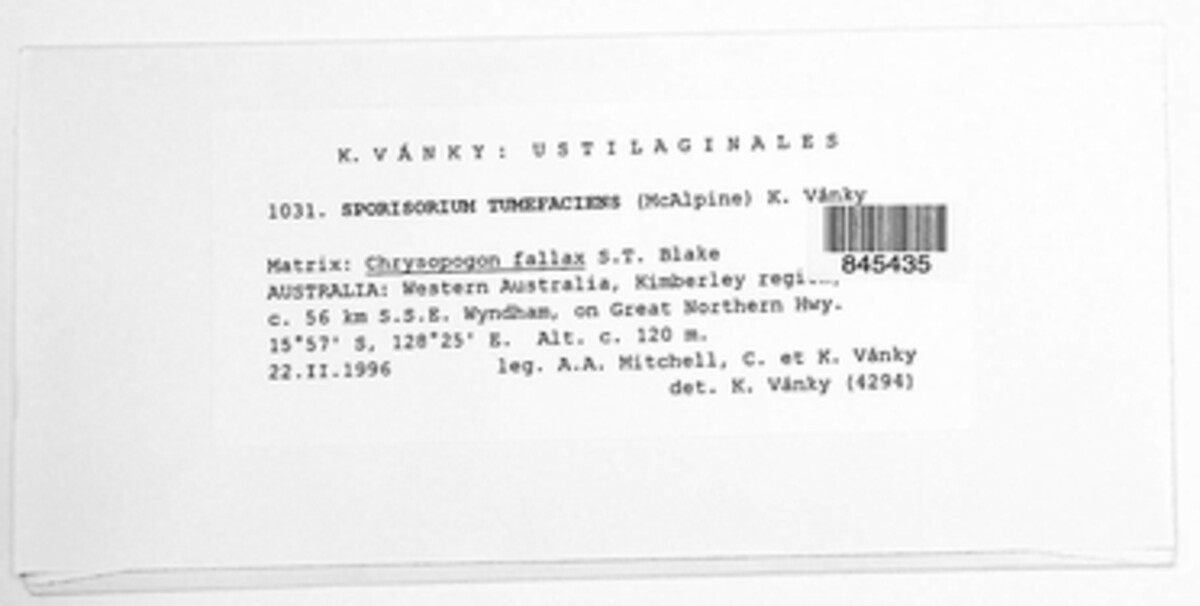 K. VÁNKY: USTILAGINALES
1031. SPORISORIUM TUMEFACIENS (McAlpine) K. Vánky
845435
Matrix: Chrysopogon fallax S.T. Blake
AUSTRALIA: Western Australia, Kimberley
c. 56 km S.S.E. Wyndham, on Great Northern Hwy.
15°57' S, 128°25' E. Alt. c. 120 m.
22.II.1996 leg. A.A. Mitchell, C. et K. Vánky
det. K. Vánky (4294)